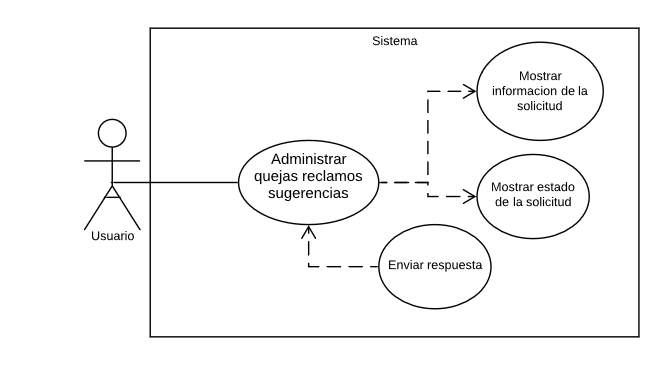 Sistema
Mostrar
informacion de la
solicitud
Administrar
quejas reclamos
sugerencias
Mostrar estado
de la solicitud
Usuario
Enviar respuesta